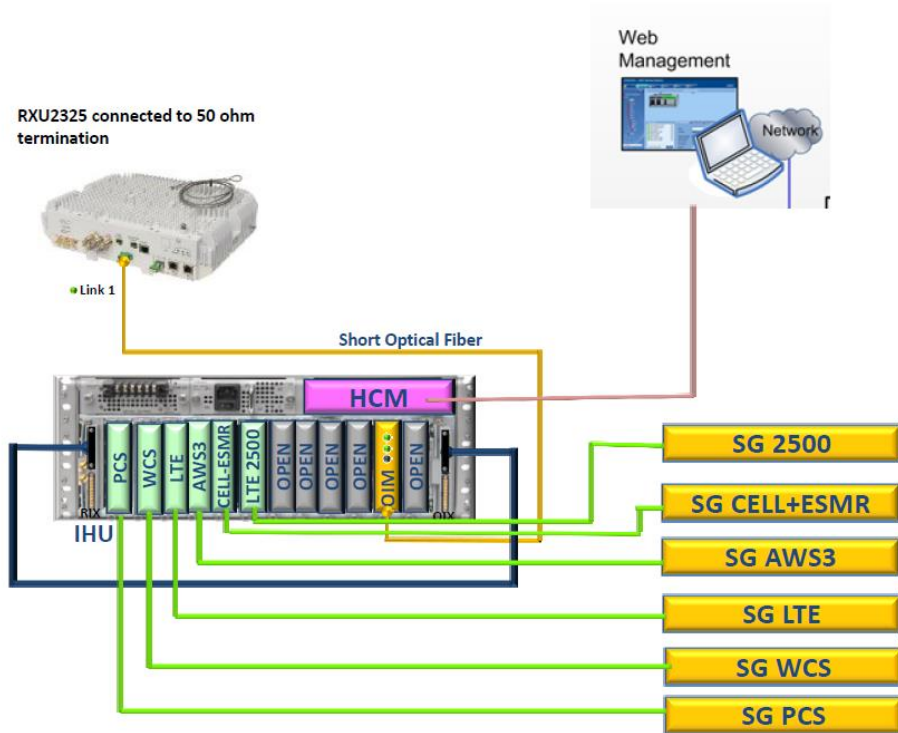 Web
Management
Network
RXU2325 connected to 50 ohm
termination
Link 1
Short Optical Fiber
HCM
PCS
WCS
LTE
AWS3
CELL-ESMR
LTE 2500
OPEN
OPEN
OPEN
OPEN
OIM
OPEN
RIX
OIX
IHU
SG 2500
SG CELL+ESMR
SG AWS3
SG LTE
SG WCS
SG PCS